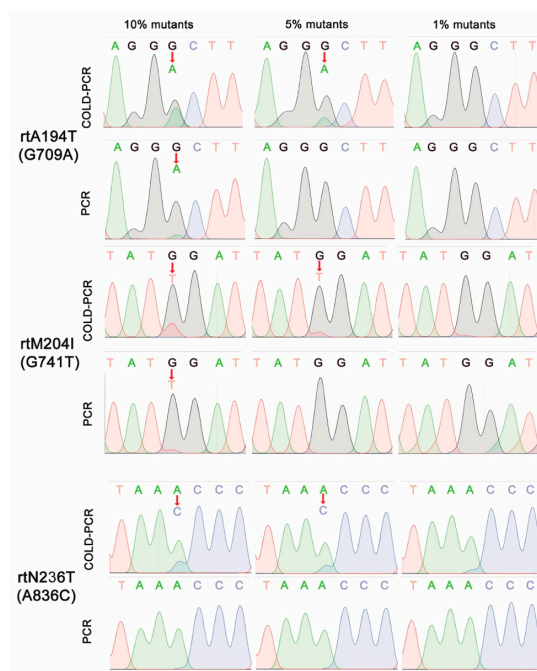 10% mutants 5% mutants 1% mutants
A G G G C T T A G G G C T T A G G G C T T
A A
COLD-PCR
rtA194T
(G709A)
A G G G C T T A G G G C T T A G G G C T T
A
PCR
T A T G G A T T A T G G A T T A T G G A T
T T
COLD-PCR
rtM204I
(G741T)
T A T G G A T T A T G G A T T A T G G A T
T
PCR
T A A A C C C T A A A C C C T A A A C C C
C C
COLD-PCR
rtN236T
(A836C)
T A A A C C C T A A A C C C T A A A C C C
PCR